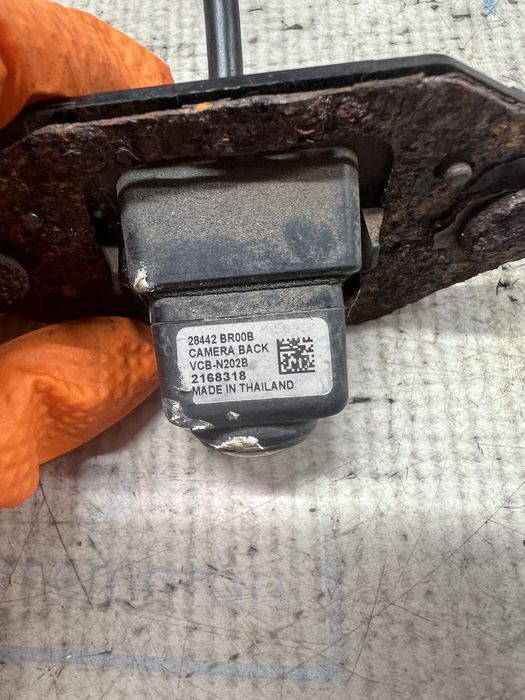 28442 BR00B
CAMERA BACK
VCB-N202B
2168318
MADE IN THAILAND